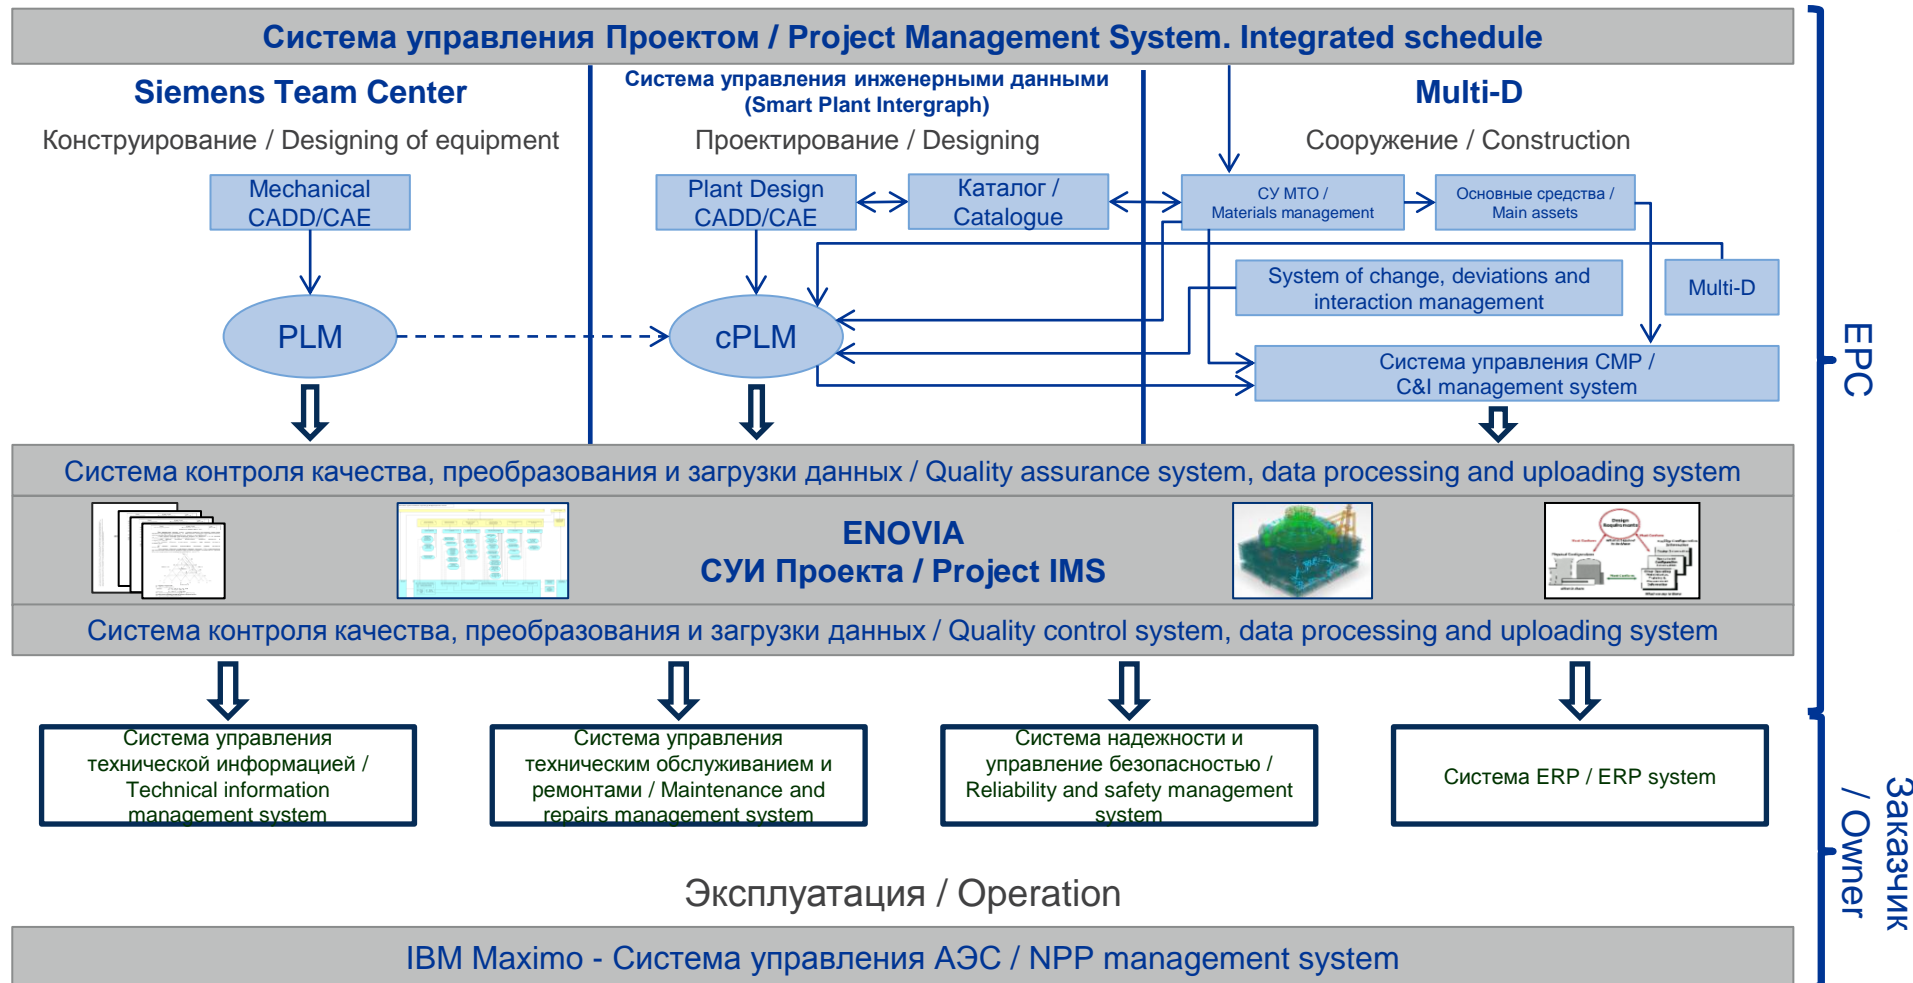 Система управления Проектом / Project Management System. Integrated schedule
Siemens Team Center
Конструирование / Designing of equipment
Система управления инженерными данными
(Smart Plant Intergraph)
Проектирование / Designing
Multi-D
Сооружение / Construction
Mechanical
CADD/CAE
Plant Design
CADD/CAE
Каталог /
Catalogue
СУ МТО /
Materials management
Основные средства /
Main assets
System of change, deviations and
interaction management
Multi-D
PLM
cPLM
Система управления СМР /
C&I management system
EPC
Система контроля качества, преобразования и загрузки данных / Quality assurance system, data processing and uploading system
ENOVIA
СУИ Проекта / Project IMS
Design
Requirements
Система контроля качества, преобразования и загрузки данных / Quality control system, data processing and uploading system
Система управления
технической информацией /
Technical information
management system
Система управления
техническим обслуживанием и
ремонтами / Maintenance and
repairs management system
Система надежности и
управление безопасностью /
Reliability and safety management
system
Система ERP / ERP system
Заказчик
/ Owner
Эксплуатация / Operation
IBM Maximo - Система управления АЭС / NPP management system